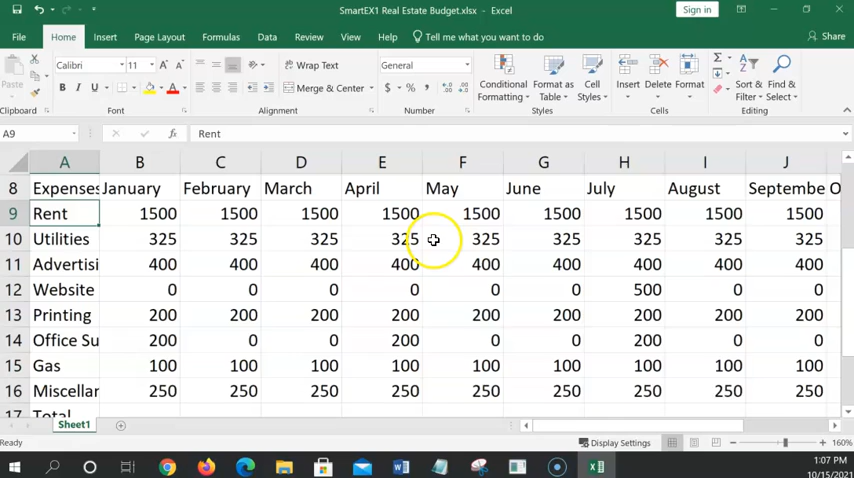 SmartEX1 Real Estate Budget.xlsx - Excel
Sign in
File Home Insert Page Layout Formulas Data Review View Help Tell me what you want to do Share
Paste
Calibri 11 A A
B I U A
Wrap Text
Merge & Center
General
$ % ,
Conditional Formatting
Format as Table
Cell Styles
Insert Delete Format
Sort & Filter
Find & Select
Clipboard Font Alignment Number Styles Cells Editing
A9 fx Rent
A B C D E F G H I J
8 Expenses January February March April May June July August Septembe O
9 Rent 1500 1500 1500 1500 1500 1500 1500 1500 1500
10 Utilities 325 325 325 325 325 325 325 325 325
11 Advertisi 400 400 400 400 400 400 400 400 400
12 Website 0 0 0 0 0 0 500 0 0
13 Printing 200 200 200 200 200 200 200 200 200
14 Office Su 200 0 0 200 0 0 200 0 0
15 Gas 100 100 100 100 100 100 100 100 100
16 Miscellar 250 250 250 250 250 250 250 250 250
17 Total
Sheet1
Ready Display Settings 160%
1:07 PM
10/15/2021